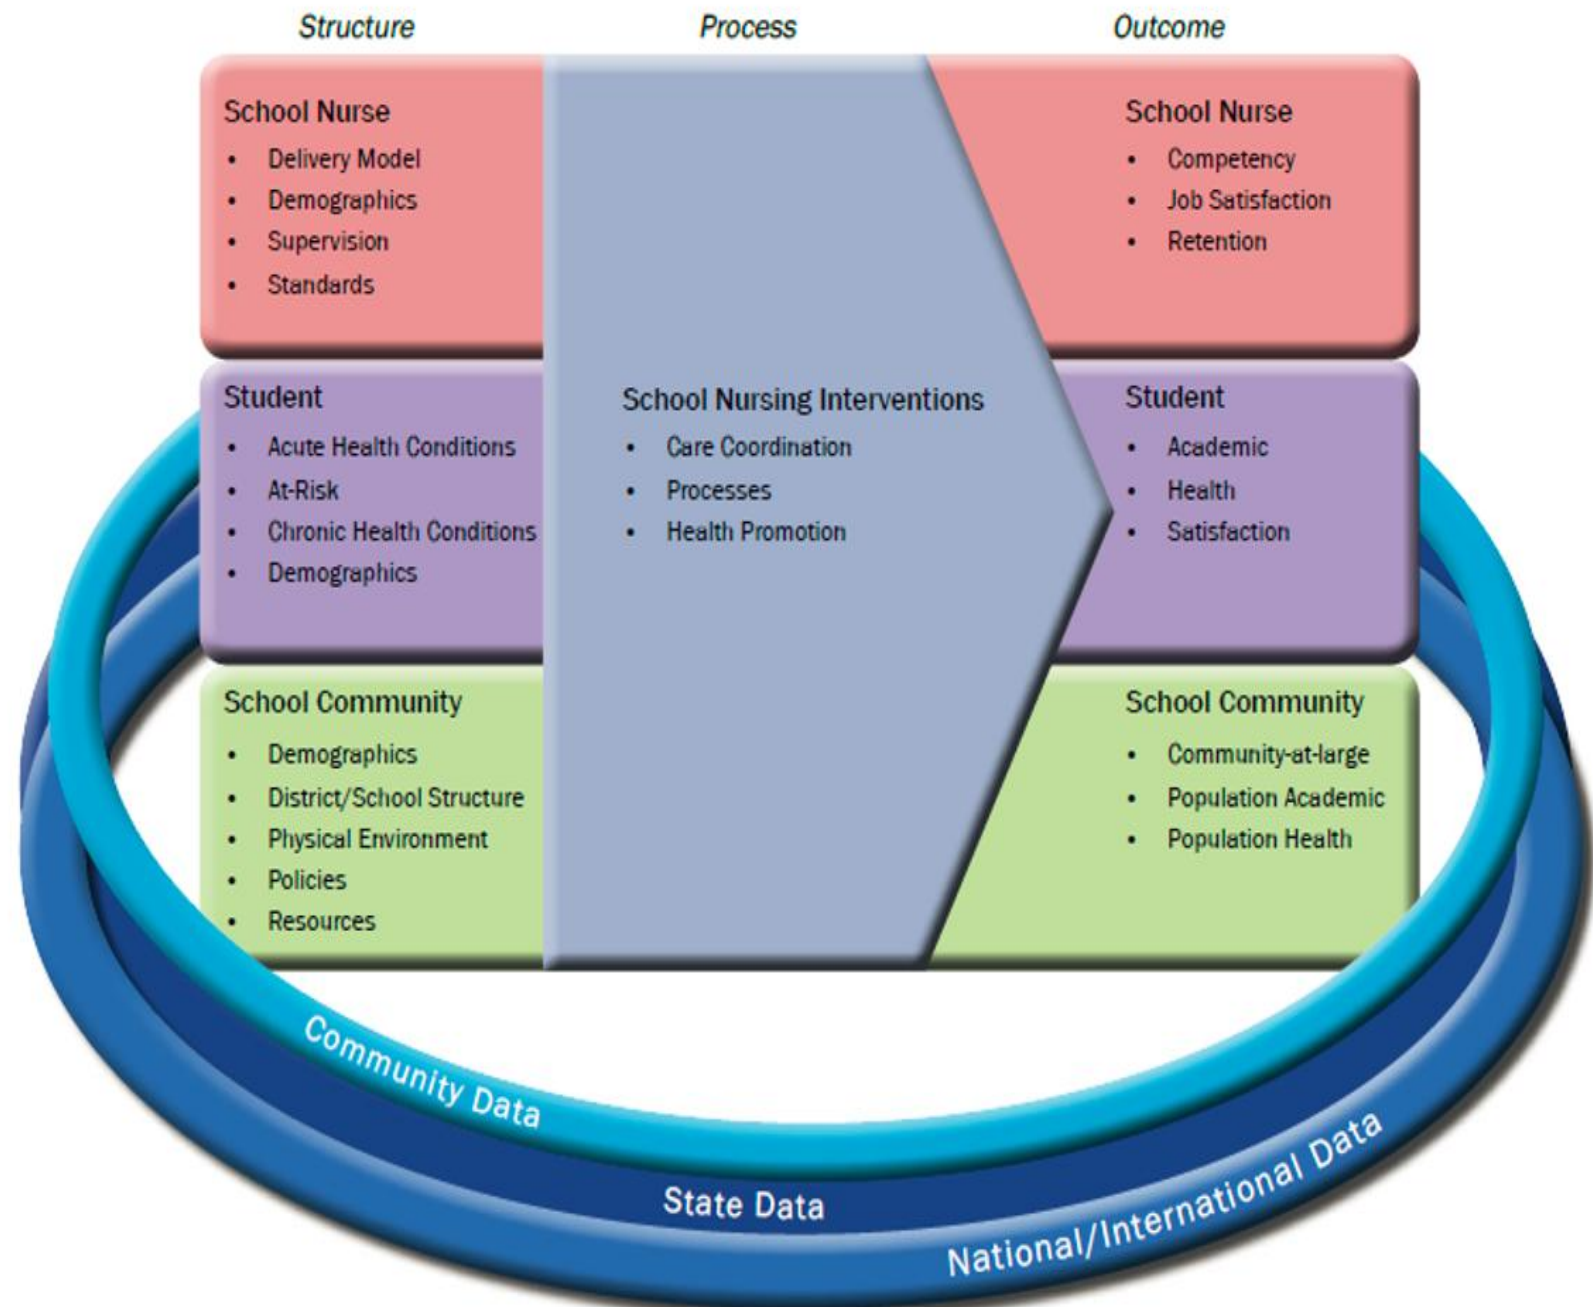 Structure
Process
Outcome
School Nurse
• Delivery Model
• Demographics
• Supervision
• Standards
Student
• Acute Health Conditions
• At-Risk
• Chronic Health Conditions
• Demographics
School Community
• Demographics
• District/School Structure
• Physical Environment
• Policies
• Resources
School Nursing Interventions
• Care Coordination
• Processes
• Health Promotion
School Nurse
• Competency
• Job Satisfaction
• Retention
Student
• Academic
• Health
• Satisfaction
School Community
• Community-at-large
• Population Academic
• Population Health
Community Data
State Data
National/International Data